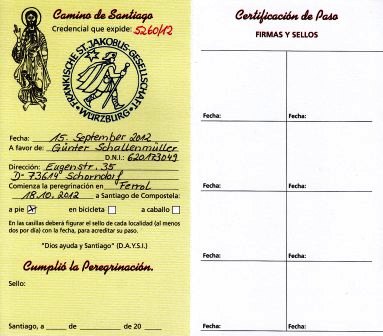 Camino de Santiago
Credencial que expide: 5260/12
FRÄNKISCHE ST. JAKOBUS-GESELLSCHAFT
WÜRZBURG
Fecha: 15. September 2012
A favor de: Günter Schallenmüller
D.N.I.: 620173049
Dirección: Eugenstr. 35
D-73614 Schorndorf
Comienza la peregrinación en Ferrol
18.10.2012 a Santiago de Compostela:
a pie X en bicicleta a caballo
En las casillas deberá figurar el sello de cada localidad (al menos
dos por día) con la fecha, para acreditar su paso.
"Dios ayuda y Santiago" (D.A.Y.S.I.)
Cumplió la Peregrinación.
Sello:
Santiago, a _____ de _____ de 20 ___
Certificación de Paso
FIRMAS Y SELLOS
Fecha: Fecha:
Fecha: Fecha:
Fecha: Fecha:
Fecha: Fecha: